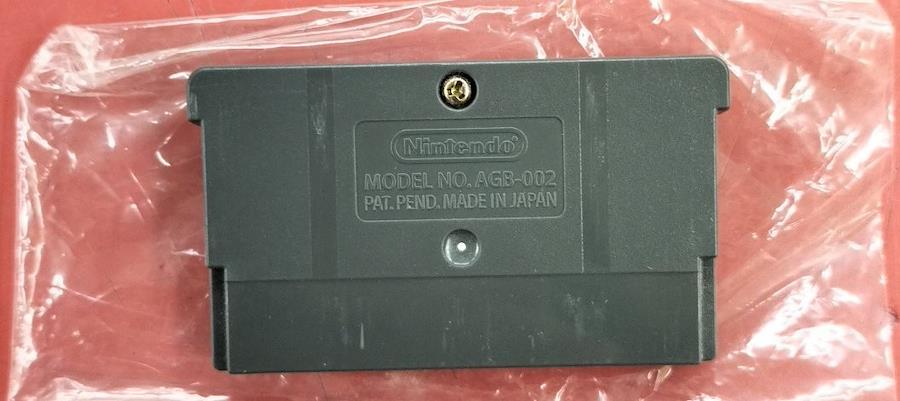 Nintendo®
MODEL NO. AGB-002
PAT. PEND. MADE IN JAPAN